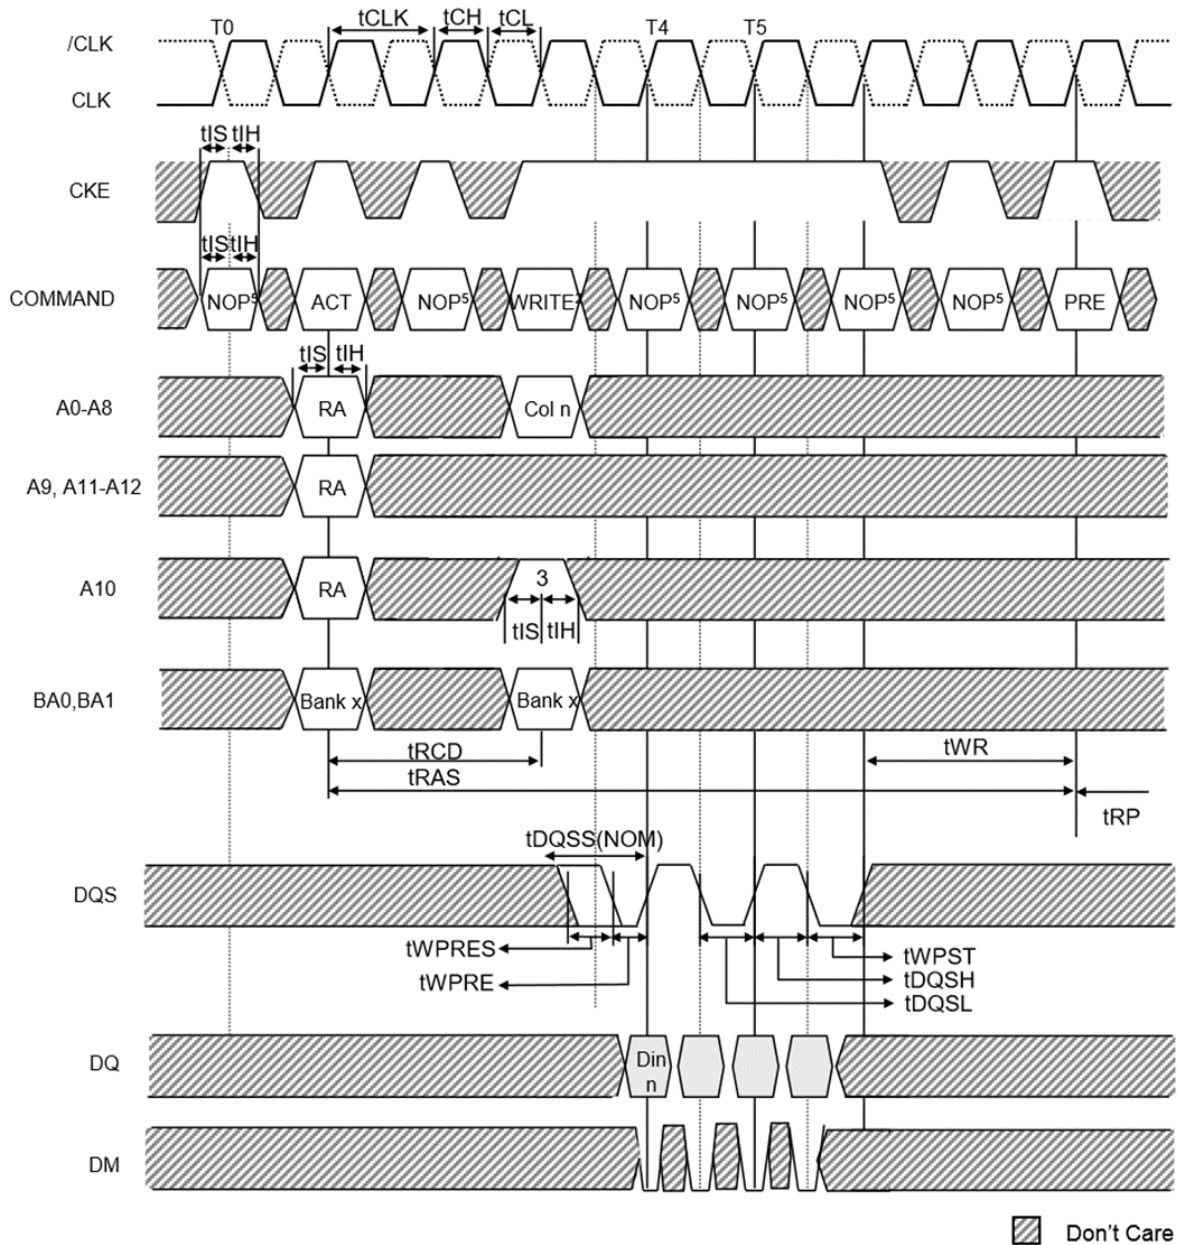 T0 tCLK tCH tCL T4 T5
/CLK
CLK
tIS tIH
CKE
tIS tIH
COMMAND NOP5 ACT NOP5 WRITE2 NOP5 NOP5 NOP5 NOP5 PRE
tIS tIH
A0-A8 RA Col n
A9, A11-A12 RA
A10 RA 3
tIS tIH
BA0,BA1 Bank x Bank x
tRCD tWR
tRAS
tRP
tDQSS(NOM)
DQS
tWPRES tWPST
tWPRE tDQSH
tDQSL
DQ Din
n
DM
Don't Care